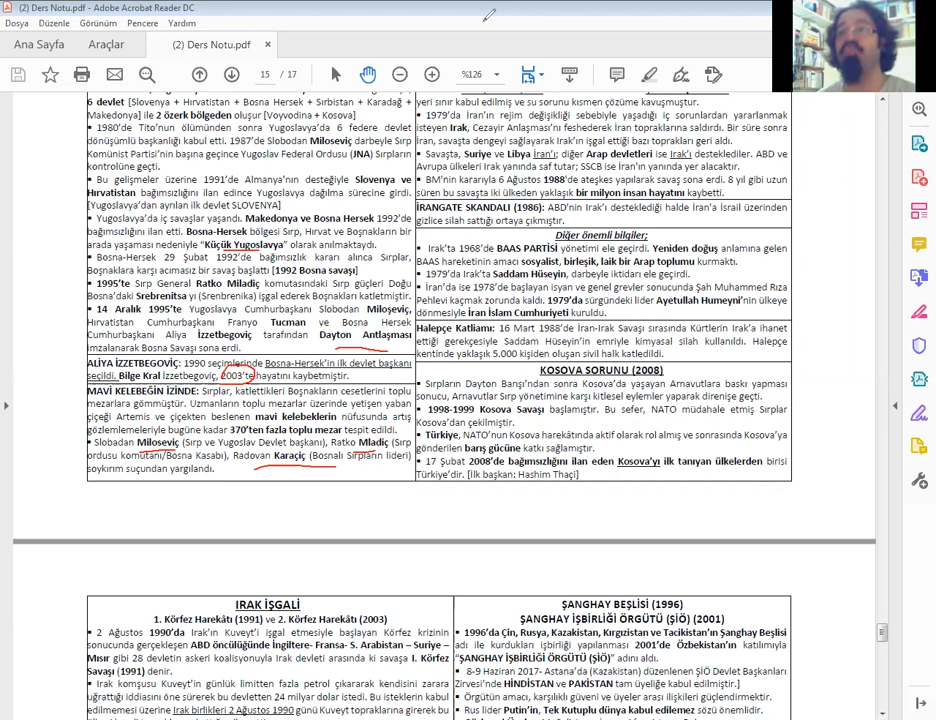 (2) Ders Notu.pdf - Adobe Acrobat Reader DC
Dosya Düzenle Görünüm Pencere Yardım
Ana Sayfa Araçlar (2) Ders Notu.pdf ×
15 / 17 %126
6 devlet [Slovenya + Hırvatistan + Bosna Hersek + Sırbistan + Karadağ +
Makedonya] ile 2 özerk bölgeden oluşur [Voyvodina + Kosova]
▪ 1980'de Tito'nun ölümünden sonra Yugoslavya'da 6 federe devlet
dönüşümlü başkanlığı kabul etti. 1987'de Slobodan Miloseviç darbeyle Sırp
Komünist Partisi'nin başına geçince Yugoslav Federal Ordusu (JNA) Sırpların
kontrolüne geçti.
▪ Bu gelişmeler üzerine 1991'de Almanya'nın desteğiyle Slovenya ve
Hırvatistan bağımsızlığını ilan edince Yugoslavya dağılma sürecine girdi.
[Yugoslavya'dan ayrılan ilk devlet SLOVENYA]
▪ Yugoslavya'da iç savaşlar yaşandı. Makedonya ve Bosna Hersek 1992'de
bağımsızlığını ilan etti. Bosna-Hersek bölgesi Sırp, Hırvat ve Boşnakların bir
arada yaşaması nedeniyle “Küçük Yugoslavya” olarak anılmaktaydı.
▪ Bosna-Hersek 29 Şubat 1992'de bağımsızlık kararı alınca Sırplar,
Boşnaklara karşı acımasız bir savaş başlattı [1992 Bosna savaşı]
▪ 1995'te Sırp General Ratko Miladiç komutasındaki Sırp güçleri Doğu
Bosna'daki Srebrenitsa yı (Srenbrenika) işgal ederek Boşnakları katletmiştir.
▪ 14 Aralık 1995'te Yugoslavya Cumhurbaşkanı Slobodan Miloşeviç,
Hırvatistan Cumhurbaşkanı Franyo Tucman ve Bosna Hersek
Cumhurbaşkanı Aliya İzzetbegoviç tarafından Dayton Antlaşması
imzalanarak Bosna Savaşı sona erdi.
ALİYA İZZETBEGOVİÇ: 1990 seçimlerinde Bosna-Hersek'in ilk devlet başkanı
seçildi. Bilge Kral İzzetbegoviç, 2003'te hayatını kaybetmiştir.
MAVİ KELEBEĞİN İZİNDE: Sırplar, katlettikleri Boşnakların cesetlerini toplu
mezarlara gömmüştür. Uzmanların toplu mezarlar üzerinde yetişen yaban
çiçeği Artemis ve çiçekten beslenen mavi kelebeklerin nüfusunda artış
gözlemlemeleriyle bugüne kadar 370'ten fazla toplu mezar tespit edildi.
▪ Slobadan Miloseviç (Sırp ve Yugoslav Devlet başkanı), Ratko Mladiç (Sırp
ordusu komutanı/Bosna Kasabı), Radovan Karaçiç (Bosnalı Sırpların lideri)
soykırım suçundan yargılandı.
yeri sınır kabul edilmiş ve su sorunu kısmen çözüme kavuşmuştur.
▪ 1979'da İran'ın rejim değişikliği sebebiyle yaşadığı iç sorunlardan yararlanmak
isteyen Irak, Cezayir Anlaşması'nı feshederek İran topraklarına saldırdı. Bir süre sonra
İran, savaşta dengeyi sağlayarak Irak'ın işgal ettiği bazı toprakları geri aldı.
▪ Savaşta, Suriye ve Libya İran'ı; diğer Arap devletleri ise Irak'ı desteklediler. ABD ve
Avrupa ülkeleri Irak yanında saf tutar; SSCB ise İran'ın yanında yer alacaktır.
▪ BM'nin kararıyla 6 Ağustos 1988'de ateşkes yapılarak savaş sona erdi. 8 yıl gibi uzun
süren bu savaşta iki ülkeden yaklaşık bir milyon insan hayatını kaybetti.
İRANGATE SKANDALI (1986): ABD'nin Irak'ı desteklediği halde İran'a İsrail üzerinden
gizlice silah sattığı ortaya çıkmıştır.
Diğer önemli bilgiler;
▪ Irak'ta 1968'de BAAS PARTİSİ yönetimi ele geçirdi. Yeniden doğuş anlamına gelen
BAAS hareketinin amacı sosyalist, birleşik, laik bir Arap toplumu kurmaktı.
▪ 1979'da Irak'ta Saddam Hüseyin, darbeyle iktidarı ele geçirdi.
▪ İran'da ise 1978'de başlayan isyan ve genel grevler sonucunda Şah Muhammed Rıza
Pehlevi kaçmak zorunda kaldı. 1979'da sürgündeki lider Ayetullah Humeyni'nin ülkeye
dönmesiyle İran İslam Cumhuriyeti kuruldu.
Halepçe Katliamı: 16 Mart 1988'de İran-Irak Savaşı sırasında Kürtlerin Irak'a ihanet
ettiği gerekçesiyle Saddam Hüseyin'in emriyle kimyasal silah kullanıldı. Halepçe
kentinde yaklaşık 5.000 kişiden oluşan sivil halk katledildi.
KOSOVA SORUNU (2008)
▪ Sırpların Dayton Barışı'ndan sonra Kosova'da yaşayan Arnavutlara baskı yapması
sonucu, Arnavutlar Sırp yönetimine karşı kitlesel eylemler yaparak direnişe geçti.
▪ 1998-1999 Kosova Savaşı başlamıştır. Bu sefer, NATO müdahale etmiş Sırplar
Kosova'dan çekilmiştir.
▪ Türkiye, NATO'nun Kosova harekâtında aktif olarak rol almış ve sonrasında Kosova'ya
gönderilen barış gücüne katkı sağlamıştır.
▪ 17 Şubat 2008'de bağımsızlığını ilan eden Kosova'yı ilk tanıyan ülkelerden birisi
Türkiye'dir. [İlk başkan: Hashim Thaçi]
IRAK İŞGALİ
1. Körfez Harekâtı (1991) ve 2. Körfez Harekâtı (2003)
▪ 2 Ağustos 1990'da Irak'ın Kuveyt'i işgal etmesiyle başlayan Körfez krizinin
sonucunda gerçekleşen ABD öncülüğünde İngiltere- Fransa- S. Arabistan – Suriye –
Mısır gibi 28 devletin askeri koalisyonuyla Irak devleti arasında ki savaşa I. Körfez
Savaşı (1991) denir.
▪ Irak komşusu Kuveyt'in günlük limitten fazla petrol çıkararak kendisini zarara
uğrattığı iddiasını öne sürerek bu devletten 24 milyar dolar istedi. Bu isteklerin kabul
edilmemesi üzerine Irak birlikleri 2 Ağustos 1990 günü Kuveyt topraklarına girerek bu
ŞANGHAY BEŞLİSİ (1996)
ŞANGHAY İŞBİRLİĞİ ÖRGÜTÜ (ŞİÖ) (2001)
▪ 1996'da Çin, Rusya, Kazakistan, Kırgızistan ve Tacikistan'ın Şanghay Beşlisi
adı ile kurdukları işbirliği yapılanması 2001'de Özbekistan'ın katılımıyla
“ŞANGHAY İŞBİRLİĞİ ÖRGÜTÜ (ŞİÖ)” adını aldı.
▪ 8-9 Haziran 2017- Astana'da (Kazakistan) düzenlenen ŞİÖ Devlet Başkanları
Zirvesi'nde HİNDİSTAN ve PAKİSTAN tam üyeliğe kabul edilmiştir.]
▪ Örgütün amacı, karşılıklı güveni ve üyeler arası ilişkileri güçlendirmektir.
▪ Rus lider Putin'in, Tek Kutuplu dünya kabul edilemez sözü önemlidir.